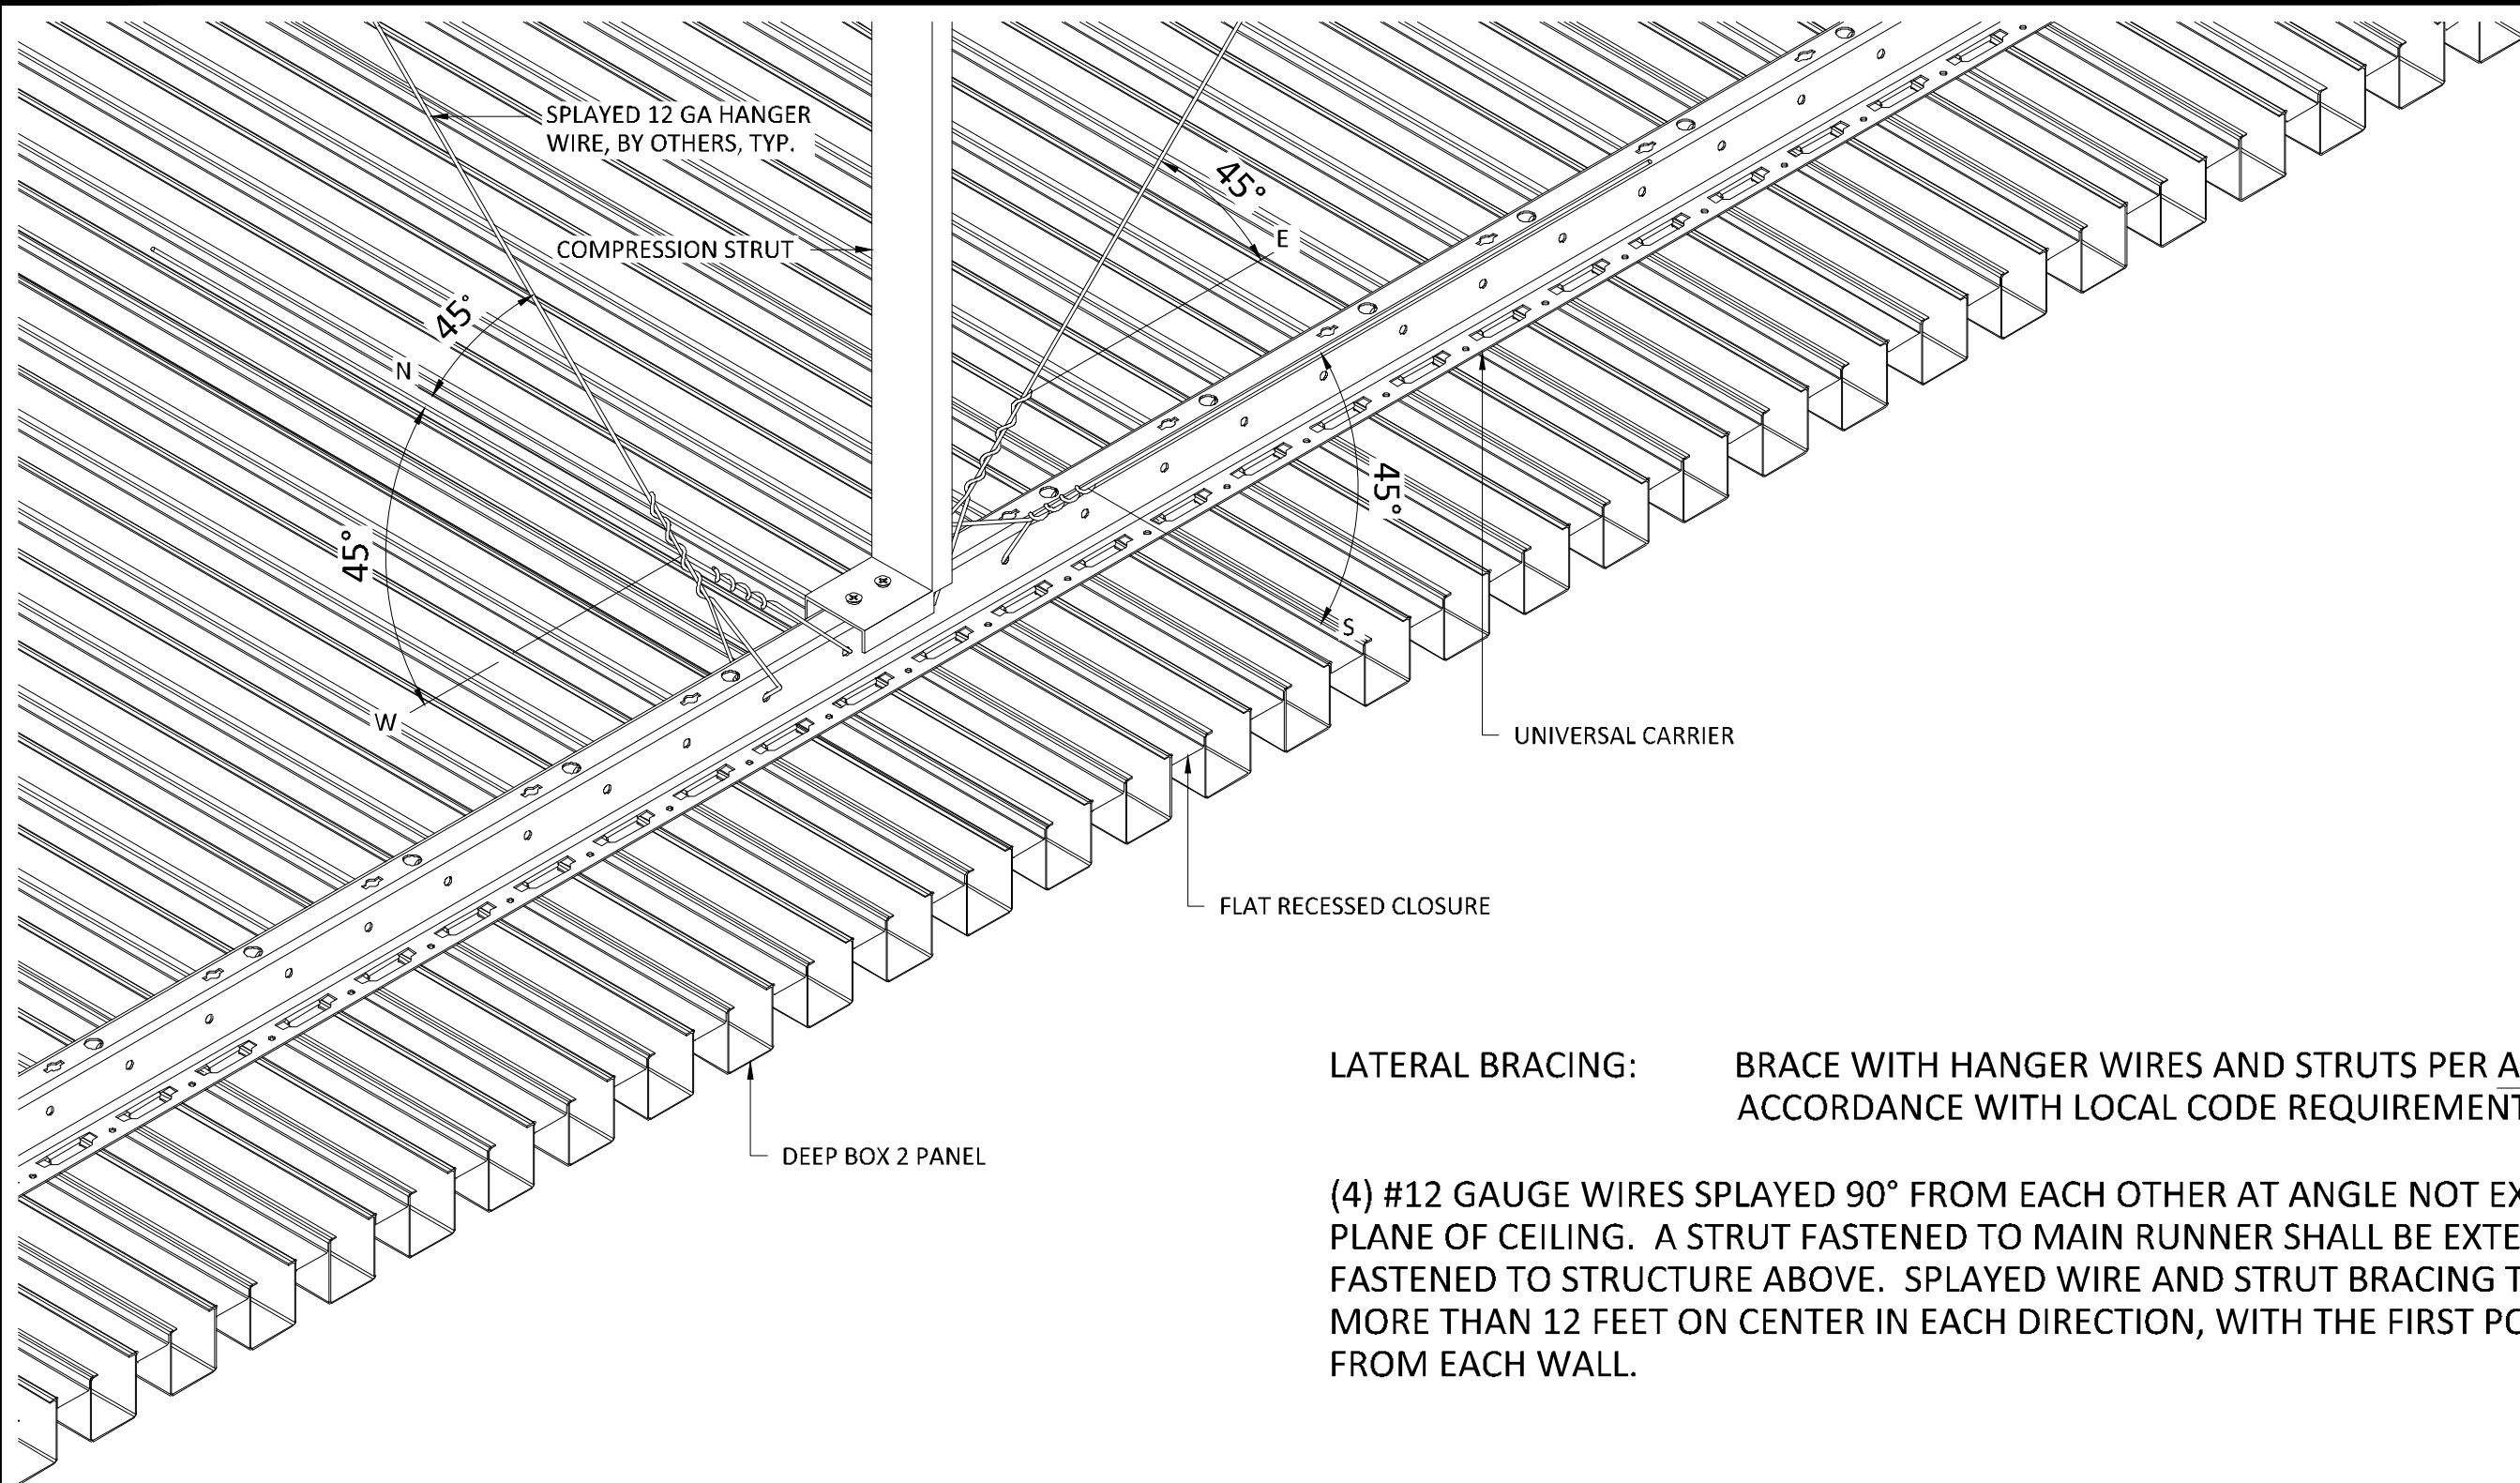 SPLAYED 12 GA HANGER
WIRE, BY OTHERS, TYP.
45°
E
COMPRESSION STRUT
45°
N
45°
45°
S
W
UNIVERSAL CARRIER
FLAT RECESSED CLOSURE
DEEP BOX 2 PANEL
LATERAL BRACING: BRACE WITH HANGER WIRES AND STRUTS PER A
ACCORDANCE WITH LOCAL CODE REQUIREMENT
(4) #12 GAUGE WIRES SPLAYED 90° FROM EACH OTHER AT ANGLE NOT EX
PLANE OF CEILING. A STRUT FASTENED TO MAIN RUNNER SHALL BE EXTE
FASTENED TO STRUCTURE ABOVE. SPLAYED WIRE AND STRUT BRACING T
MORE THAN 12 FEET ON CENTER IN EACH DIRECTION, WITH THE FIRST PO
FROM EACH WALL.